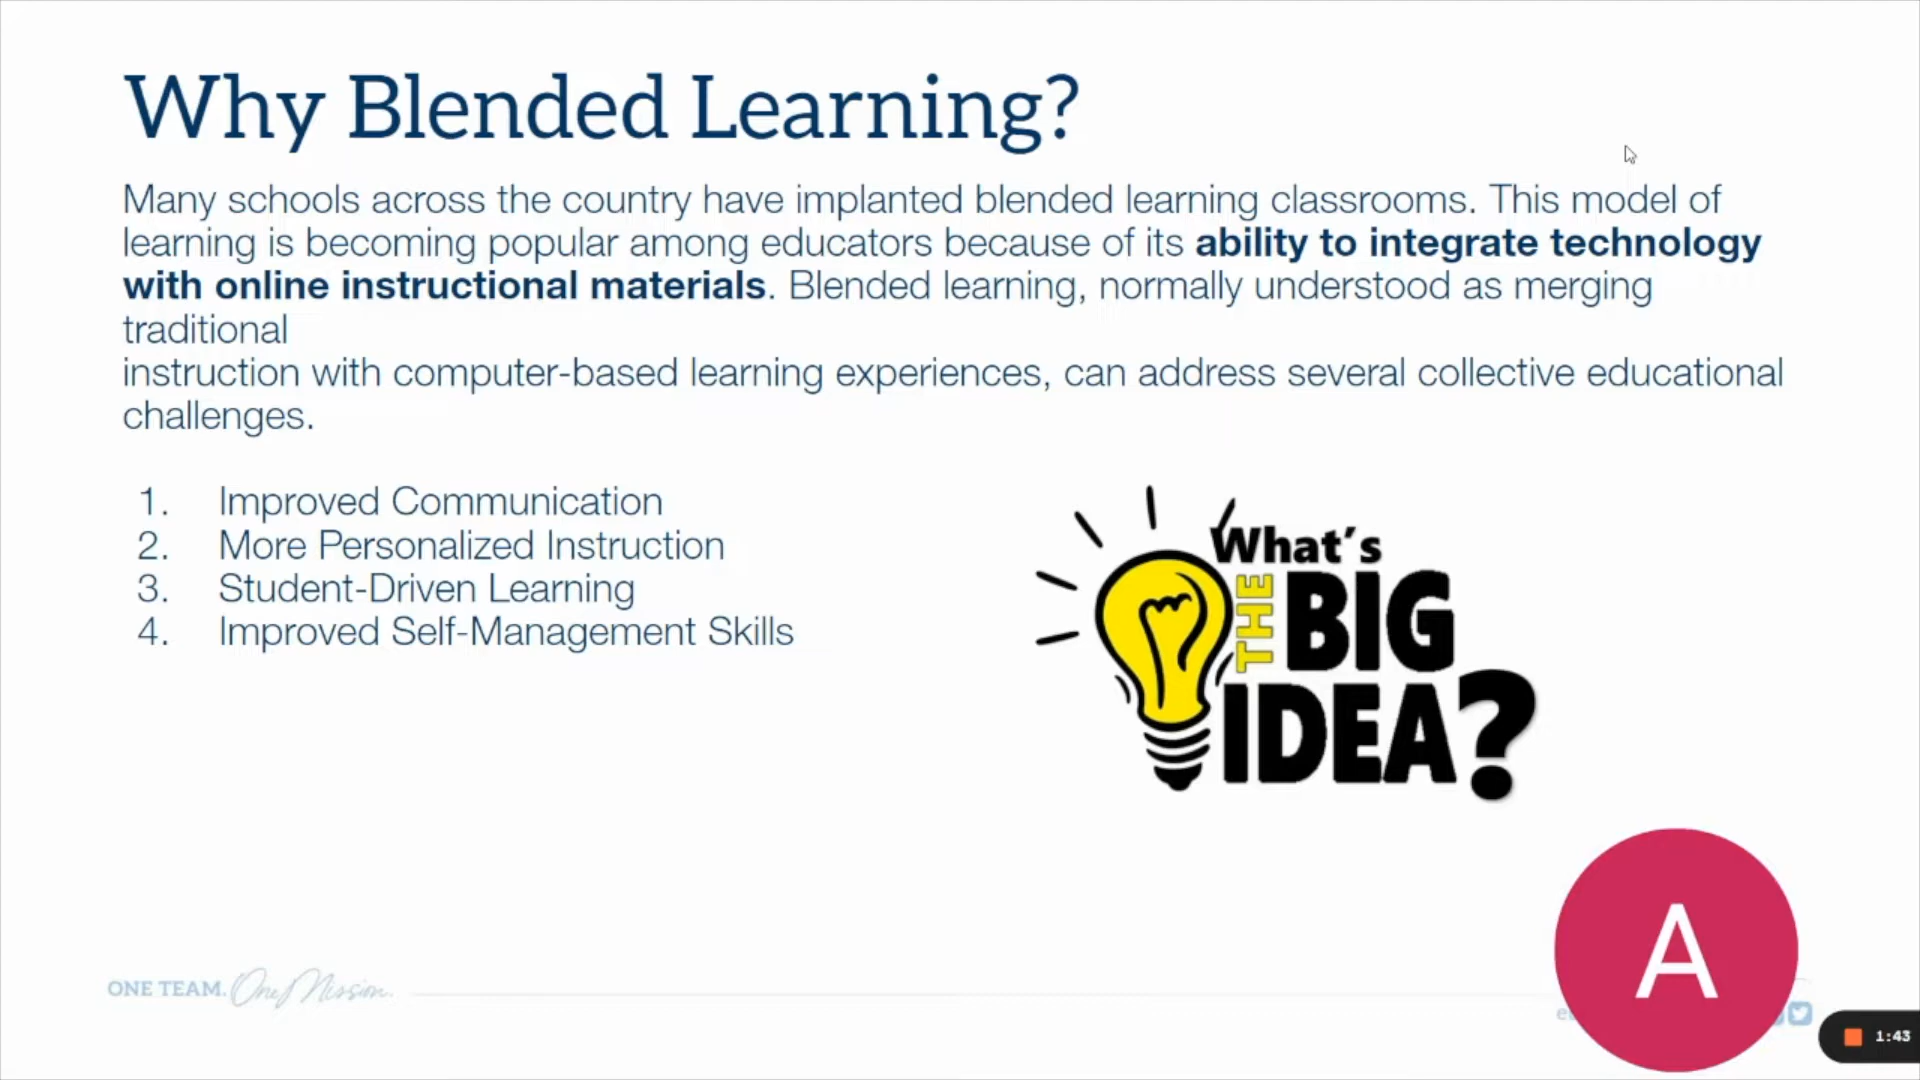 Why Blended Learning?
Many schools across the country have implanted blended learning classrooms. This model of
learning is becoming popular among educators because of its ability to integrate technology
with online instructional materials. Blended learning, normally understood as merging
traditional
instruction with computer-based learning experiences, can address several collective educational
challenges.
1. Improved Communication
2. More Personalized Instruction
3. Student-Driven Learning
4. Improved Self-Management Skills
What's
THE
BIG
IDEA?
A
ONE TEAM. One Mission.
1:43